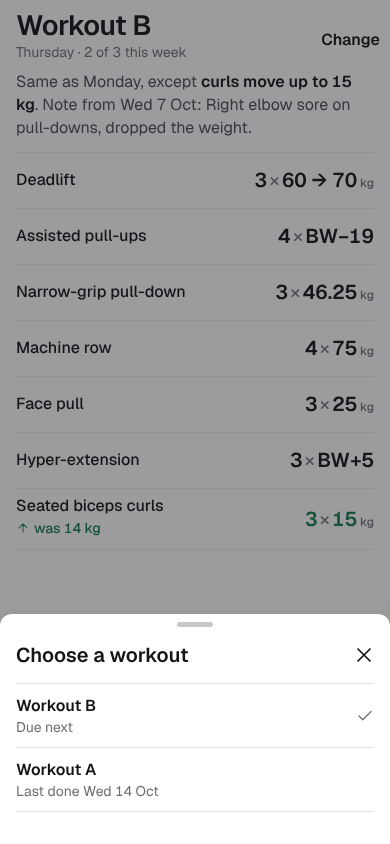 Workout B
Thursday · 2 of 3 this week
Change
Same as Monday, except curls move up to 15
kg. Note from Wed 7 Oct: Right elbow sore on
pull-downs, dropped the weight.
Deadlift 3×60 → 70 kg
Assisted pull-ups 4×BW−19
Narrow-grip pull-down 3×46.25 kg
Machine row 4×75 kg
Face pull 3×25 kg
Hyper-extension 3×BW+5
Seated biceps curls 3×15 kg
↑ was 14 kg
Choose a workout
Workout B
Due next
Workout A
Last done Wed 14 Oct